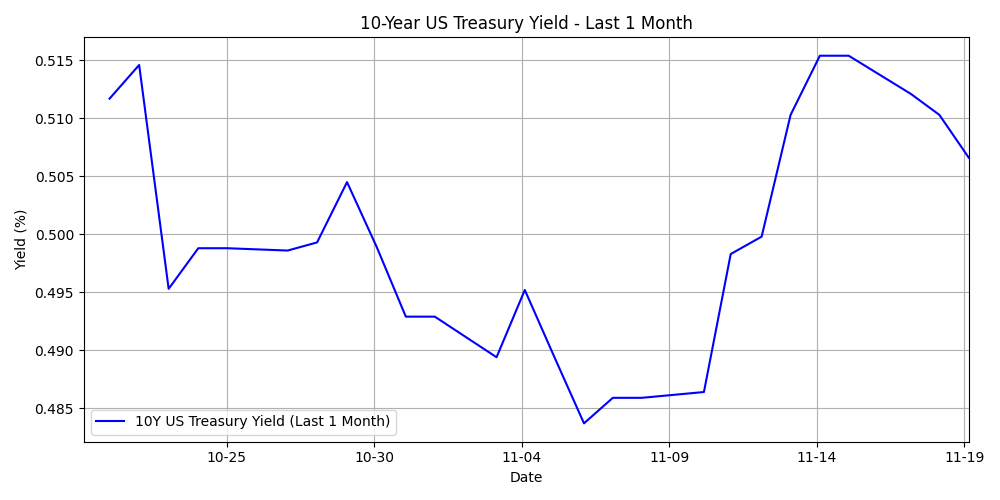 10-Year US Treasury Yield - Last 1 Month
Yield (%)
0.515
0.510
0.505
0.500
0.495
0.490
0.485
10Y US Treasury Yield (Last 1 Month)
10-25 10-30 11-04 11-09 11-14 11-19
Date